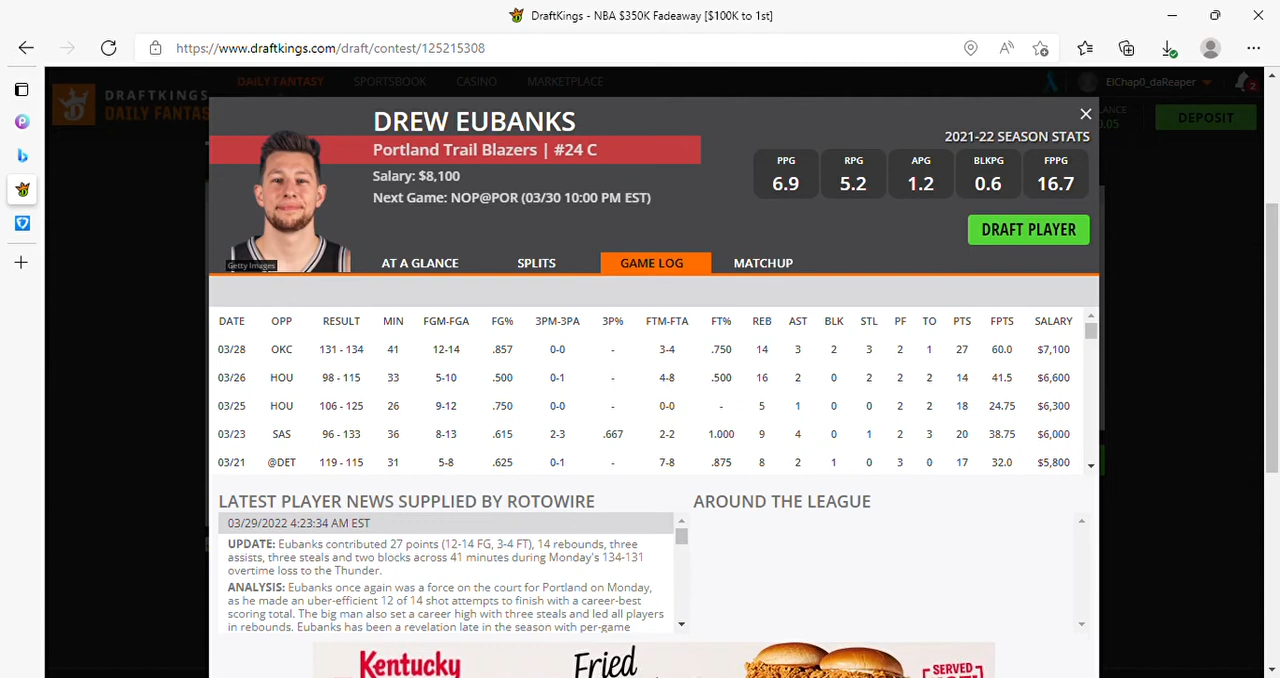 DraftKings - NBA $350K Fadeaway [$100K to 1st]
https://www.draftkings.com/draft/contest/125215308
DRAFTKINGS
DAILY FANTAS
DAILY FANTASY SPORTSBOOK CASINO MARKETPLACE
ElChap0_daReaper
2
DEPOSIT
DREW EUBANKS
Portland Trail Blazers | #24 C
Salary: $8,100
Next Game: NOP@POR (03/30 10:00 PM EST)
Getty Images
2021-22 SEASON STATS
PPG RPG APG BLKPG FPPG
6.9 5.2 1.2 0.6 16.7
DRAFT PLAYER
AT A GLANCE SPLITS GAME LOG MATCHUP
DATE OPP RESULT MIN FGM-FGA FG% 3PM-3PA 3P% FTM-FTA FT% REB AST BLK STL PF TO PTS FPTS SALARY
03/28 OKC 131 - 134 41 12-14 .857 0-0 - 3-4 .750 14 3 2 3 2 1 27 60.0 $7,100
03/26 HOU 98 - 115 33 5-10 .500 0-1 - 4-8 .500 16 2 0 2 2 2 14 41.5 $6,600
03/25 HOU 106 - 125 26 9-12 .750 0-0 - 0-0 - 5 1 0 0 2 2 18 24.75 $6,300
03/23 SAS 96 - 133 36 8-13 .615 2-3 .667 2-2 1.000 9 4 0 1 2 3 20 38.75 $6,000
03/21 @DET 119 - 115 31 5-8 .625 0-1 - 7-8 .875 8 2 1 0 3 0 17 32.0 $5,800
LATEST PLAYER NEWS SUPPLIED BY ROTOWIRE
03/29/2022 4:23:34 AM EST
UPDATE: Eubanks contributed 27 points (12-14 FG, 3-4 FT), 14 rebounds, three
assists, three steals and two blocks across 41 minutes during Monday's 134-131
overtime loss to the Thunder.
ANALYSIS: Eubanks once again was a force on the court for Portland on Monday,
as he made an uber-efficient 12 of 14 shot attempts to finish with a career-best
scoring total. The big man also set a career high with three steals and led all players
in rebounds. Eubanks has been a revelation late in the season with per-game
AROUND THE LEAGUE
Kentucky Fried
SERVED